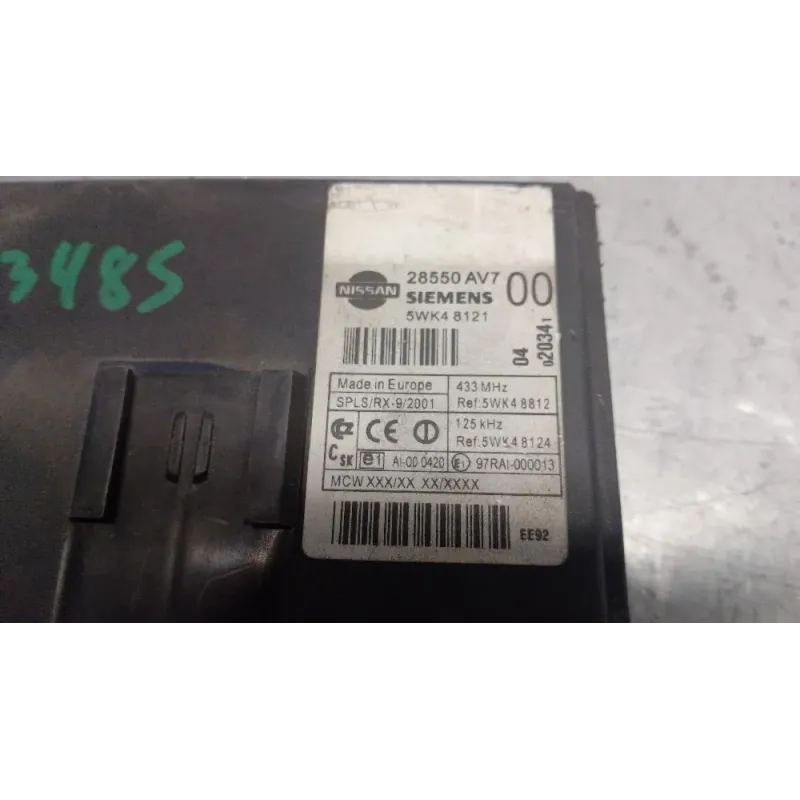 3485
NISSAN
28550 AV7 00
SIEMENS
5WK4 8121
04
020341
Made in Europe
433 MHz
SPLS/RX-9/2001
Ref:5WK4 8812
CE
125 kHz
Ref:5WK4 8124
C SK
e1
AI-00 0420
E1
97RAI-000013
MCW XXX/XX XX/XXXX
EE92